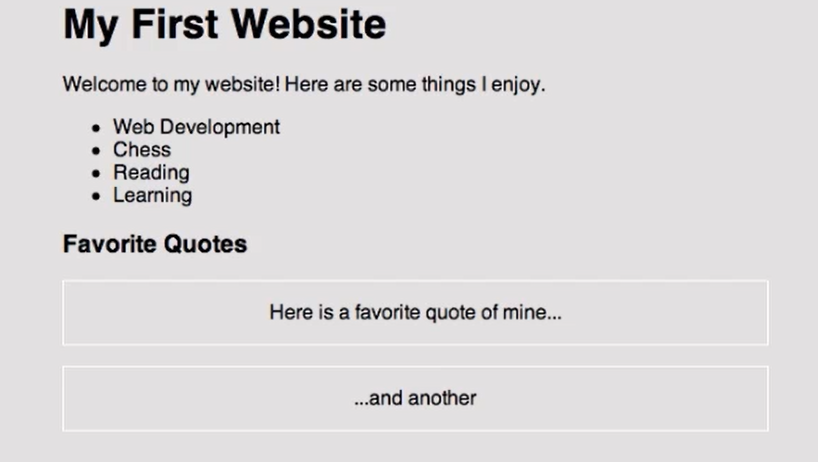 My First Website
Welcome to my website! Here are some things I enjoy.
Web Development
Chess
Reading
Learning
Favorite Quotes
Here is a favorite quote of mine...
...and another